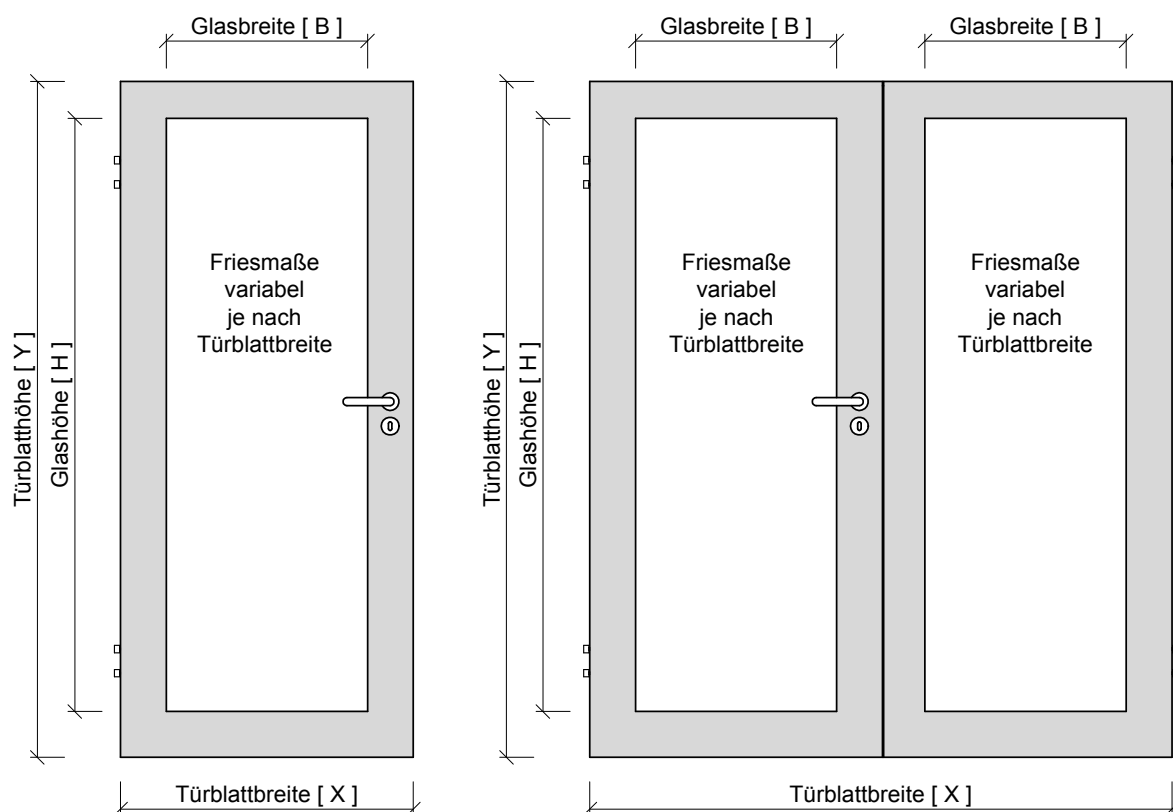 Glasbreite [ B ]
Glasbreite [ B ]
Glasbreite [ B ]
Türblatthöhe [ Y ]
Glashöhe [ H ]
Friesmaße
variabel
je nach
Türblattbreite
Türblatthöhe [ Y ]
Glashöhe [ H ]
Friesmaße
variabel
je nach
Türblattbreite
Friesmaße
variabel
je nach
Türblattbreite
Türblattbreite [ X ]
Türblattbreite [ X ]